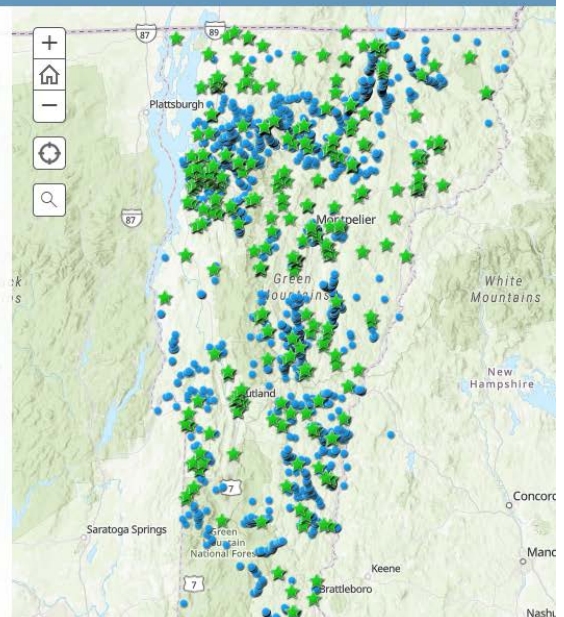 87
89
Plattsburgh
87
Montpelier
Green
Mountains
White
Mountains
New
Hampshire
utland
7
Concord
Saratoga Springs
Green
Mountain
National Forest
Manc
Keene
7
Brattleboro
Nashu